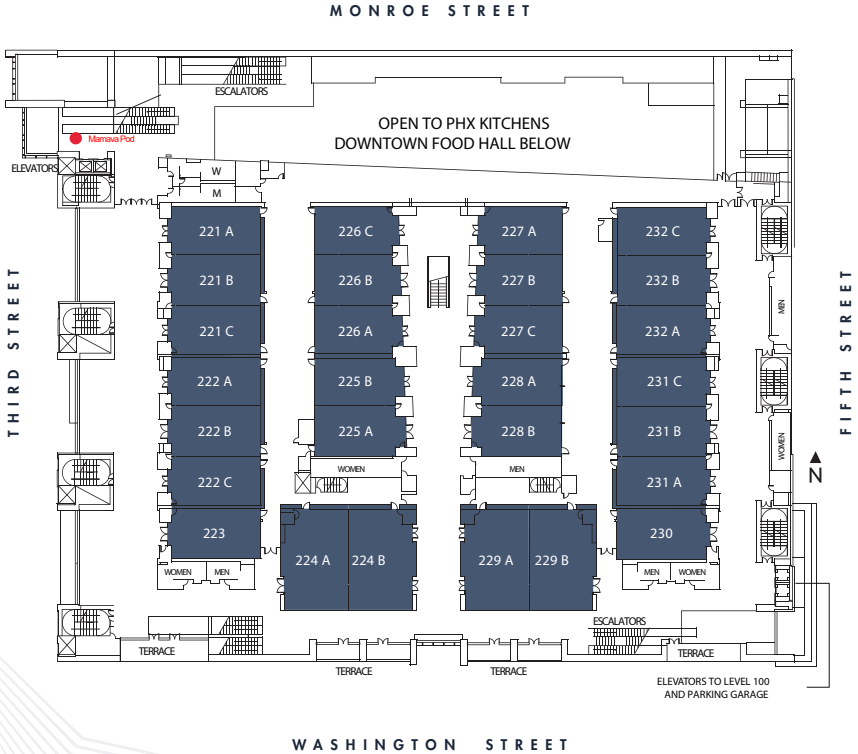 MONROE STREET
ESCALATORS
OPEN TO PHX KITCHENS
DOWNTOWN FOOD HALL BELOW
Mamava Pod
ELEVATORS
W
M
221 A
226 C
227 A
232 C
221 B
226 B
227 B
232 B
MEN
221 C
226 A
227 C
232 A
THIRD STREET
FIFTH STREET
222 A
225 B
228 A
231 C
222 B
225 A
228 B
231 B
WOMEN
N
WOMEN
MEN
222 C
231 A
223
230
224 A
224 B
229 A
229 B
WOMEN
MEN
MEN
WOMEN
ESCALATORS
TERRACE
TERRACE
TERRACE
TERRACE
ELEVATORS TO LEVEL 100
AND PARKING GARAGE
WASHINGTON STREET